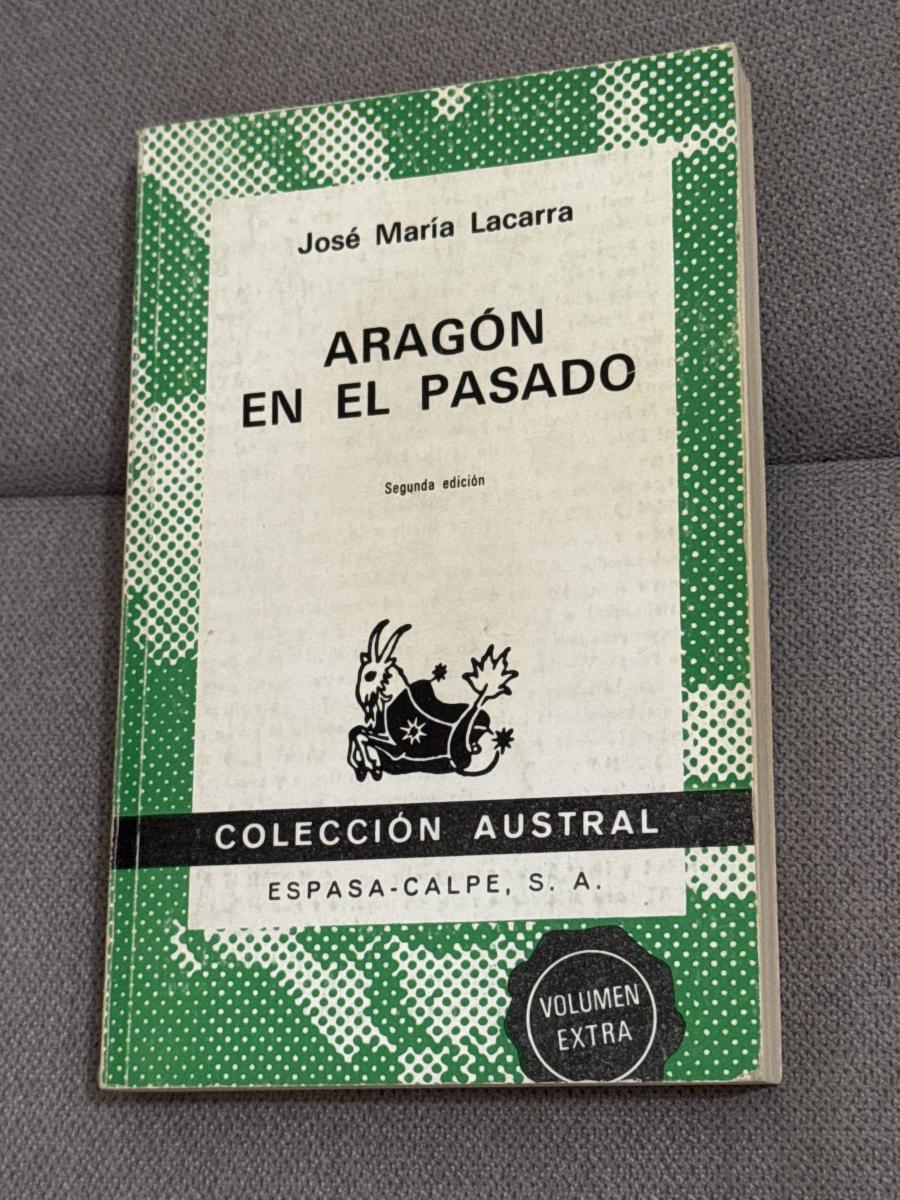 José María Lacarra
ARAGÓN
EN EL PASADO
Segunda edición
COLECCIÓN AUSTRAL
ESPASA-CALPE, S. A.
VOLUMEN
EXTRA